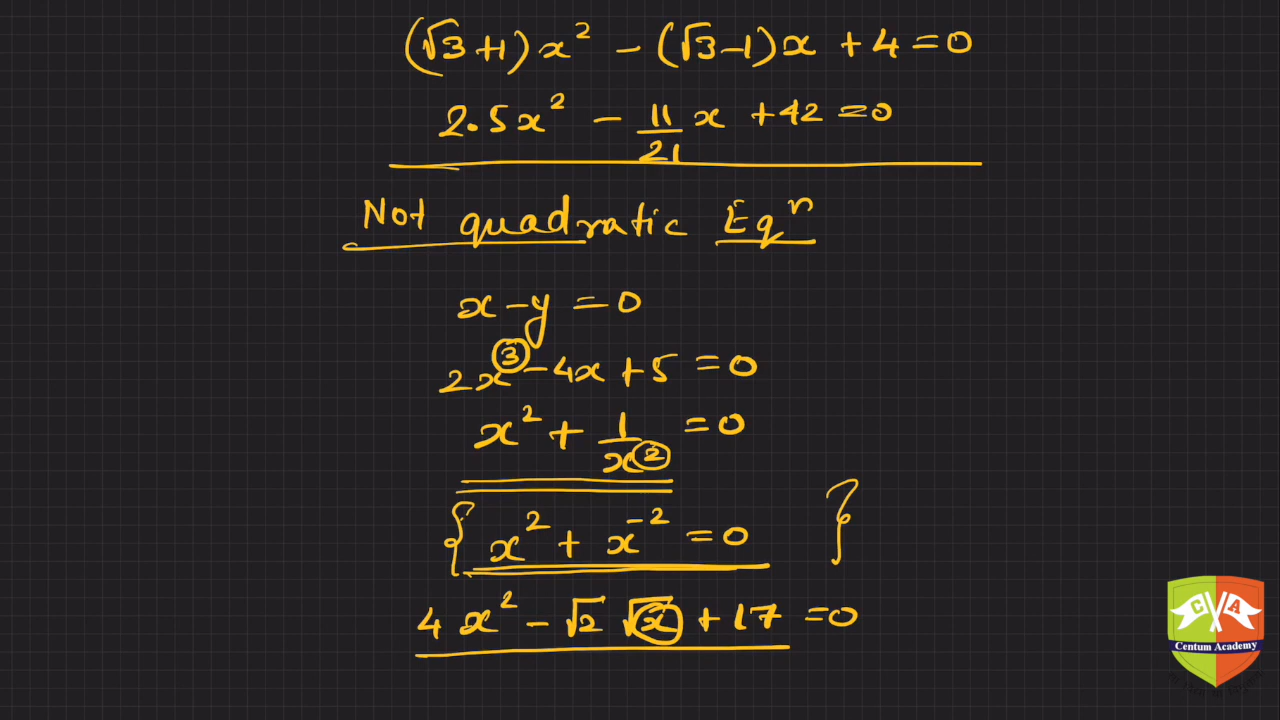 (√3+1)x² - (√3-1)x + 4 = 0
2.5x² - 11/21 x + 42 = 0
Not quadratic Eqⁿ
x - y = 0
2x³ - 4x + 5 = 0
x² + 1/x² = 0
{ x² + x⁻² = 0 }
4x² - √2 √x + 17 = 0
C A
Centum Academy